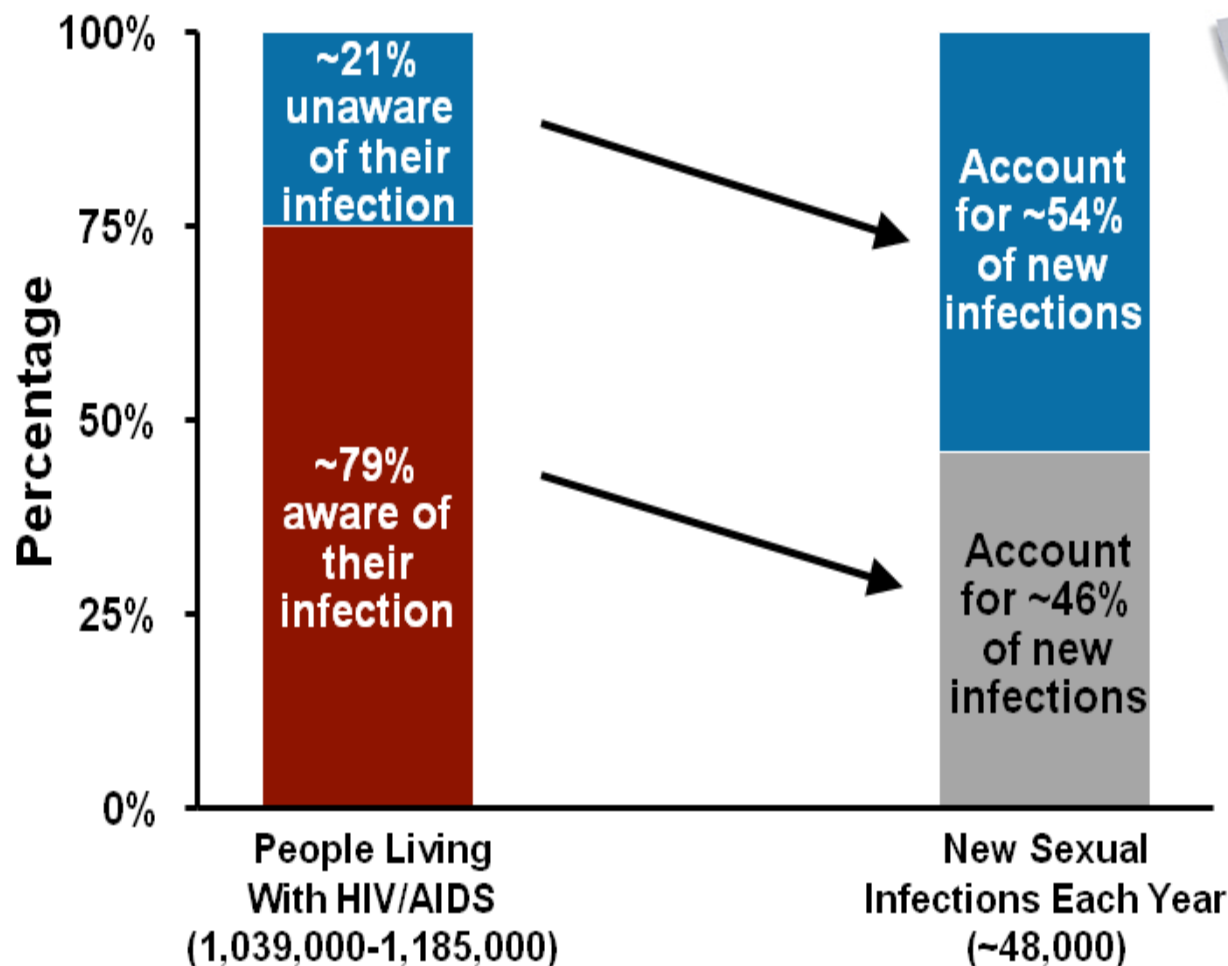 100%
75%
50%
25%
0%
Percentage
~21%
unaware
of their
infection
~79%
aware of
their
infection
Account
for ~54%
of new
infections
Account
for ~46%
of new
infections
People Living
With HIV/AIDS
(1,039,000-1,185,000)
New Sexual
Infections Each Year
(~48,000)